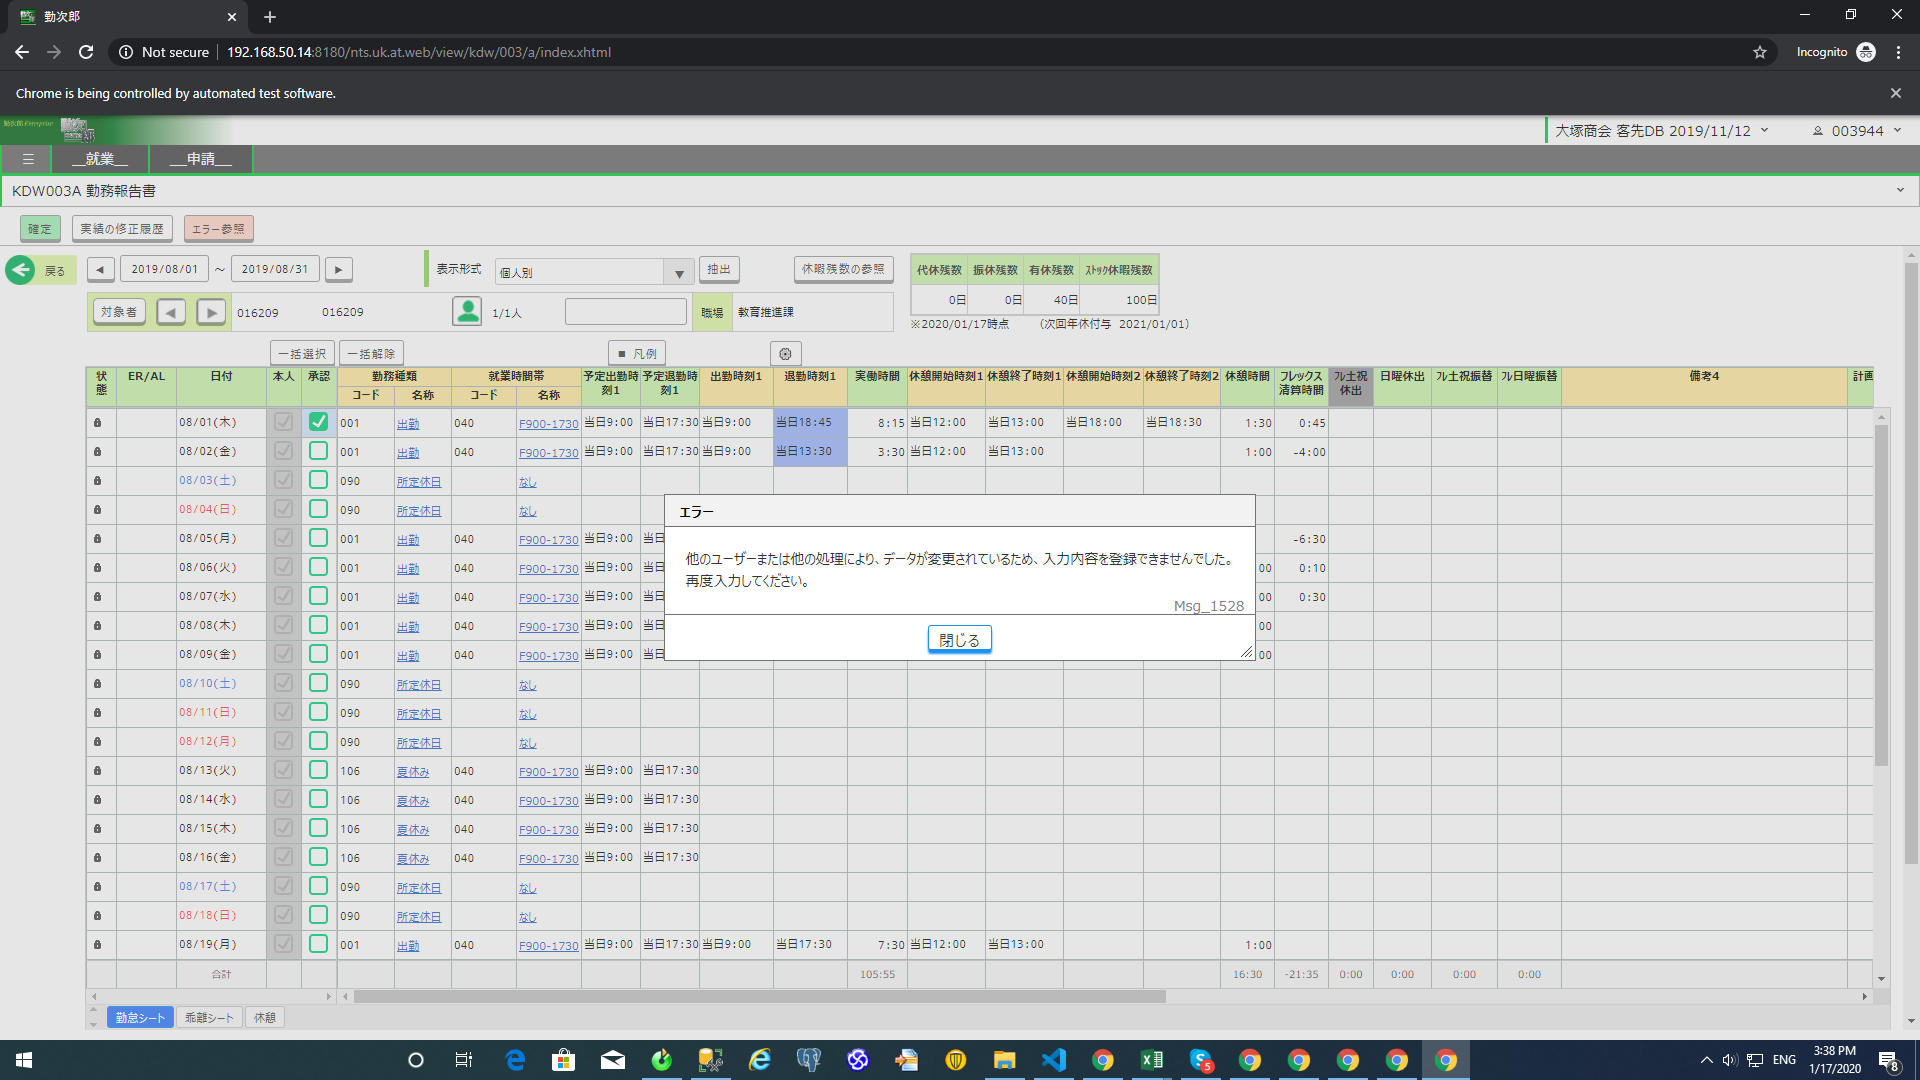 勤次郎
Not secure 192.168.50.14:8180/nts.uk.at.web/view/kdw/003/a/index.xhtml Incognito
Chrome is being controlled by automated test software.
大塚商会 客先DB 2019/11/12 003944
__就業__ __申請__
KDW003A 勤務報告書
確定 実績の修正履歴 エラー参照
戻る ◀ 2019/08/01 ～ 2019/08/31 ▶ 表示形式 個人別 ▼ 抽出 休暇残数の参照
代休残数 振休残数 有休残数 ストック休暇残数
0日 0日 40日 100日
対象者 ◀ ▶ 016209 016209 1/1人 職場 教育推進課
※2020/01/17時点 (次回年休付与 2021/01/01)
一括選択 一括解除 ■ 凡例
状態 ER/AL 日付 本人 承認 勤務種類 コード 名称 就業時間帯 コード 名称 予定出勤時刻1 予定退勤時刻1 出勤時刻1 退勤時刻1 実働時間 休憩開始時刻1 休憩終了時刻1 休憩開始時刻2 休憩終了時刻2 休憩時間 フレックス清算時間 フル土祝休出 日曜休出 フル土祝振替 フル日曜振替 備考4 計画
08/01(木) 001 出勤 040 F900-1730 当日9:00 当日17:30 当日9:00 当日18:45 8:15 当日12:00 当日13:00 当日18:00 当日18:30 1:30 0:45
08/02(金) 001 出勤 040 F900-1730 当日9:00 当日17:30 当日9:00 当日13:30 3:30 当日12:00 当日13:00 1:00 -4:00
08/03(土) 090 所定休日 なし
08/04(日) 090 所定休日 なし
08/05(月) 001 出勤 040 F900-1730 当日9:00 当日 -6:30
08/06(火) 001 出勤 040 F900-1730 当日9:00 当日 00 0:10
08/07(水) 001 出勤 040 F900-1730 当日9:00 当日 00 0:30
08/08(木) 001 出勤 040 F900-1730 当日9:00 当日 00
08/09(金) 001 出勤 040 F900-1730 当日9:00 当日 00
エラー
他のユーザーまたは他の処理により、データが変更されているため、入力内容を登録できませんでした。
再度入力してください。
Msg_1528
閉じる
08/10(土) 090 所定休日 なし
08/11(日) 090 所定休日 なし
08/12(月) 090 所定休日 なし
08/13(火) 106 夏休み 040 F900-1730 当日9:00 当日17:30
08/14(水) 106 夏休み 040 F900-1730 当日9:00 当日17:30
08/15(木) 106 夏休み 040 F900-1730 当日9:00 当日17:30
08/16(金) 106 夏休み 040 F900-1730 当日9:00 当日17:30
08/17(土) 090 所定休日 なし
08/18(日) 090 所定休日 なし
08/19(月) 001 出勤 040 F900-1730 当日9:00 当日17:30 当日9:00 当日17:30 7:30 当日12:00 当日13:00 1:00
合計 105:55 16:30 -21:35 0:00 0:00 0:00 0:00
勤怠シート 乖離シート 休憩
ENG 3:38 PM
1/17/2020
5
8